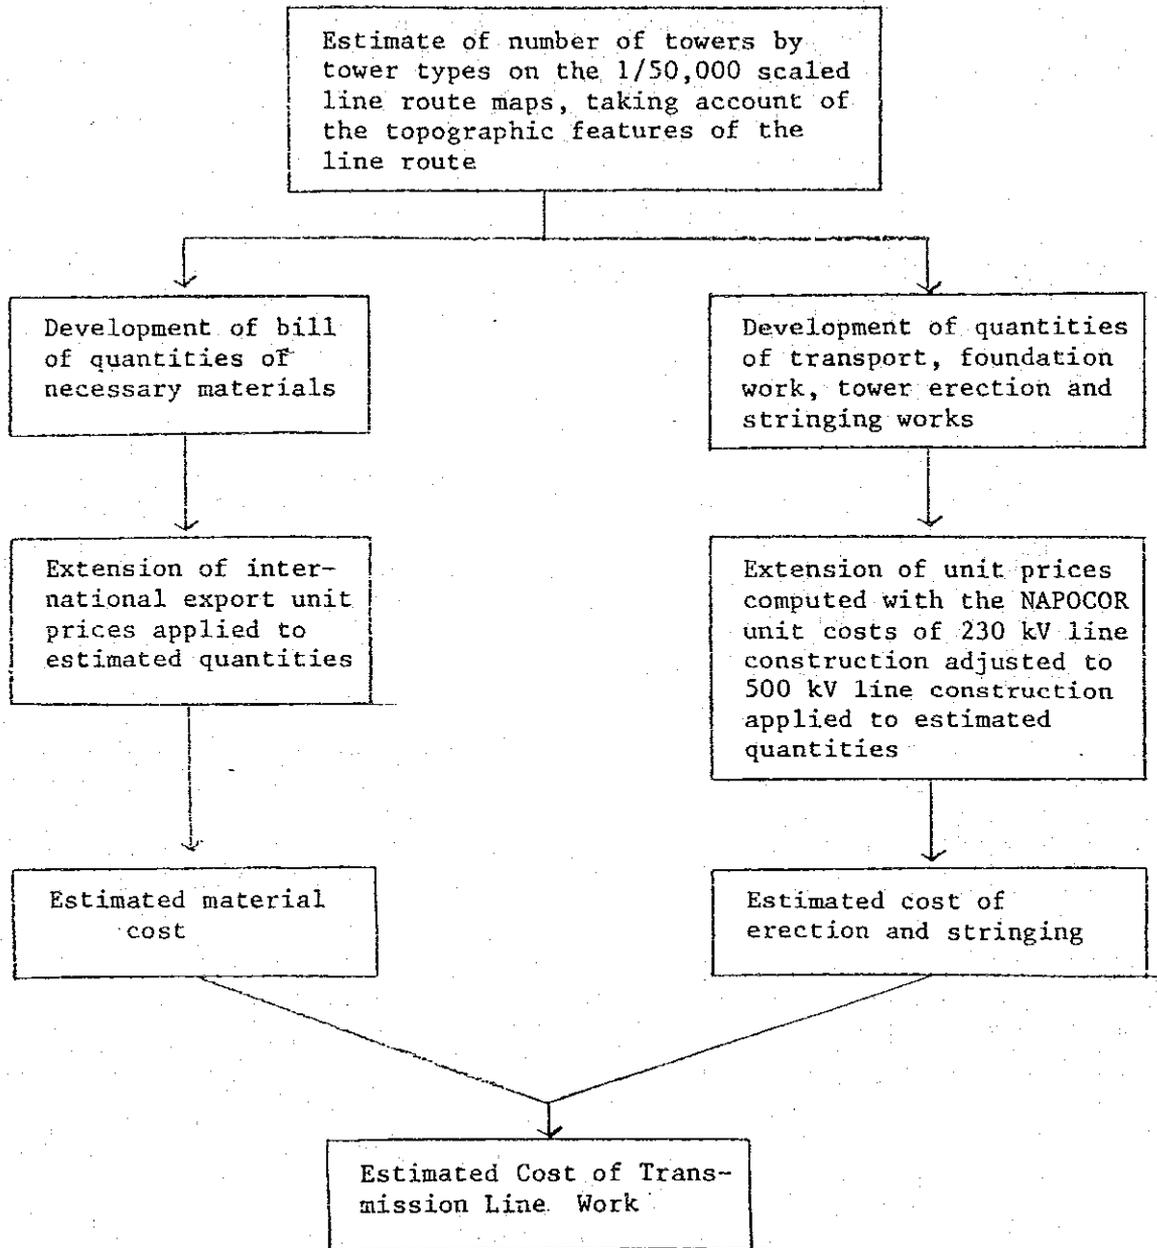 Estimate of number of towers by
tower types on the 1/50,000 scaled
line route maps, taking account of
the topographic features of the
line route
Development of bill
of quantities of
necessary materials
Development of quantities
of transport, foundation
work, tower erection and
stringing works
Extension of inter-
national export unit
prices applied to
estimated quantities
Extension of unit prices
computed with the NAPOCOR
unit costs of 230 kV line
construction adjusted to
500 kV line construction
applied to estimated
quantities
Estimated material
cost
Estimated cost of
erection and stringing
Estimated Cost of Trans-
mission Line Work